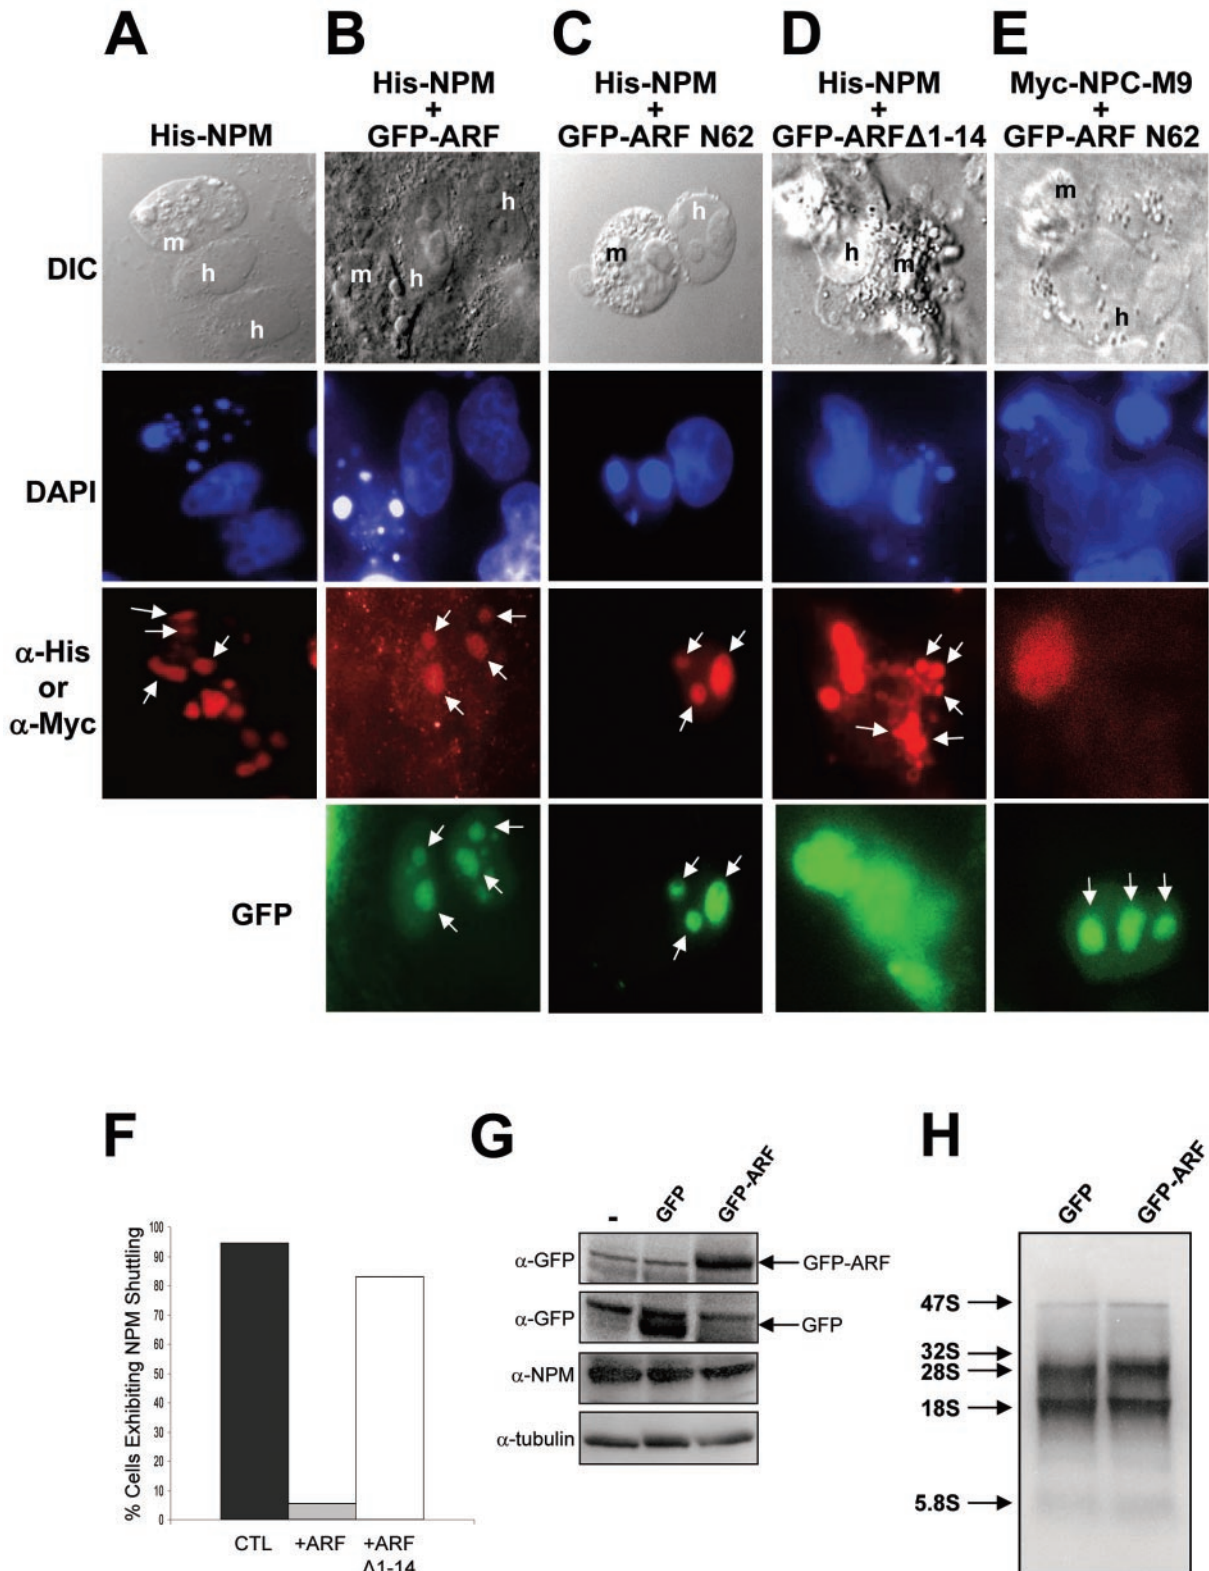 A
B
C
D
E
His-NPM
His-NPM
+
GFP-ARF
His-NPM
+
GFP-ARF N62
His-NPM
+
GFP-ARFΔ1-14
Myc-NPC-M9
+
GFP-ARF N62
DIC
m
h
h
m
h
h
m
h
h
m
m
h
DAPI
α-His
or
α-Myc
GFP
F
G
H
% Cells Exhibiting NPM Shuttling
100
90
80
70
60
50
40
30
20
10
0
CTL
+ARF
+ARF
Δ1-14
-
GFP
GFP-ARF
α-GFP
GFP-ARF
α-GFP
GFP
α-NPM
α-tubulin
GFP
GFP-ARF
47S
32S
28S
18S
5.8S